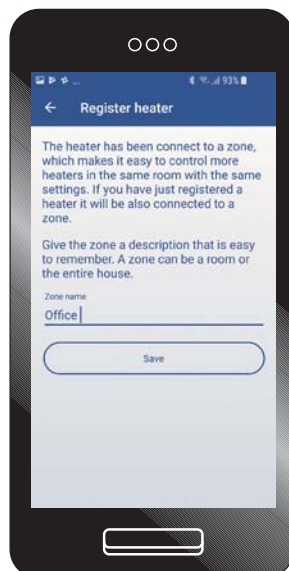 ... 93%
Register heater
The heater has been connect to a zone,
which makes it easy to control more
heaters in the same room with the same
settings. If you have just registered a
heater it will be also connected to a
zone.
Give the zone a description that is easy
to remember. A zone can be a room or
the entire house.
Zone name
Office
Save